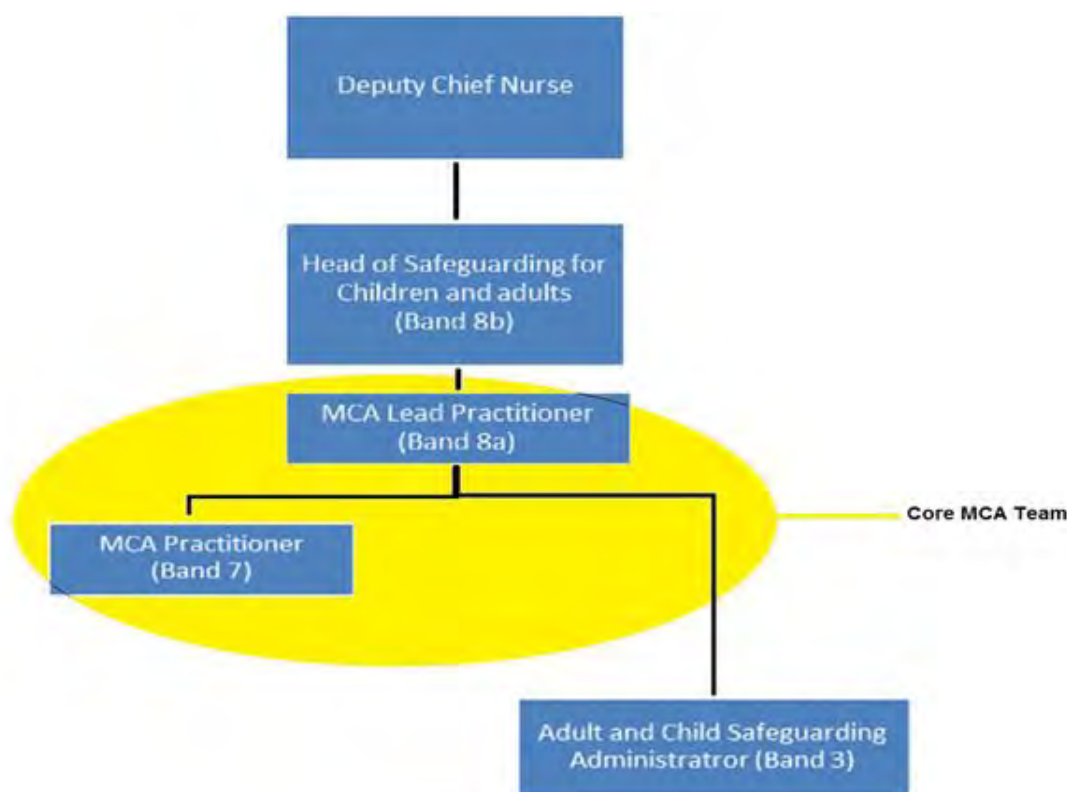 Deputy Chief Nurse
Head of Safeguarding for
Children and adults
(Band 8b)
MCA Lead Practitioner
(Band 8a)
Core MCA Team
MCA Practitioner
(Band 7)
Adult and Child Safeguarding
Administratror (Band 3)